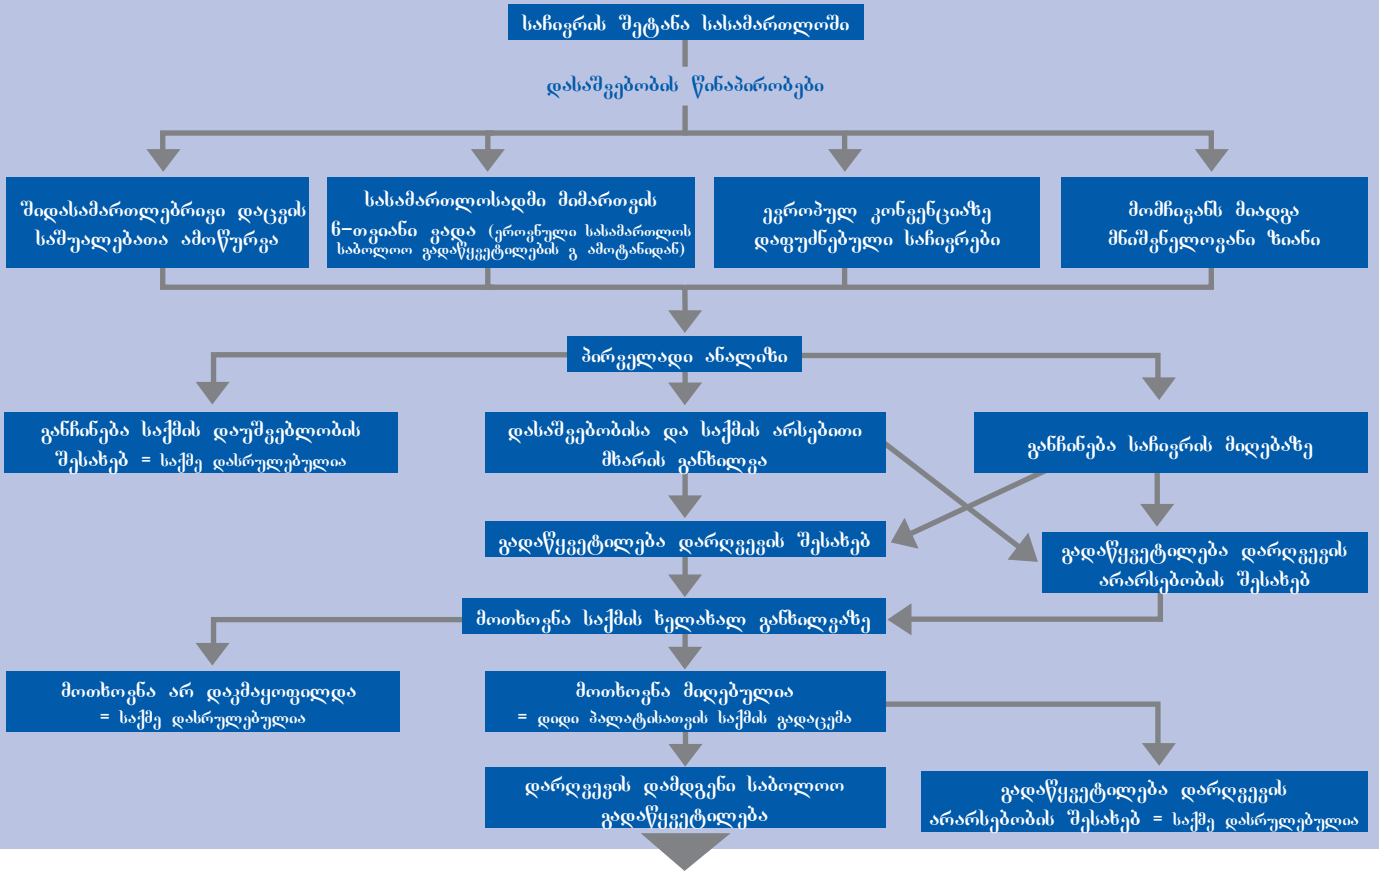 საჩივრის შეტანა სასამართლოში
დასაშვებობის წინაპირობები
შიდასამართლებრივი დაცვის
საშუალებათა ამოწურვა
სასამართლოსადმი მიმართვის
6-თვიანი ვადა (ეროვნული სასამართლოს
საბოლოო გადაწყვეტილების გ ამოტანიდან)
ევროპულ კონვენციაზე
დაფუძნებული საჩივრები
მომჩივანს მიადგა
მნიშვნელოვანი ზიანი
პირველადი ანალიზი
განჩინება საქმის დაუშვებლობის
შესახებ = საქმე დასრულებულია
დასაშვებობისა და საქმის არსებითი
მხარის განხილვა
განჩინება საჩივრის მიღებაზე
გადაწყვეტილება დარღვევის შესახებ
გადაწყვეტილება დარღვევის
არარსებობის შესახებ
მოთხოვნა საქმის ხელახალ განხილვაზე
მოთხოვნა არ დაკმაყოფილდა
= საქმე დასრულებულია
მოთხოვნა მიღებულია
= დიდი პალატისათვის საქმის გადაცემა
დარღვევის დამდგენი საბოლოო
გადაწყვეტილება
გადაწყვეტილება დარღვევის
არარსებობის შესახებ = საქმე დასრულებულია